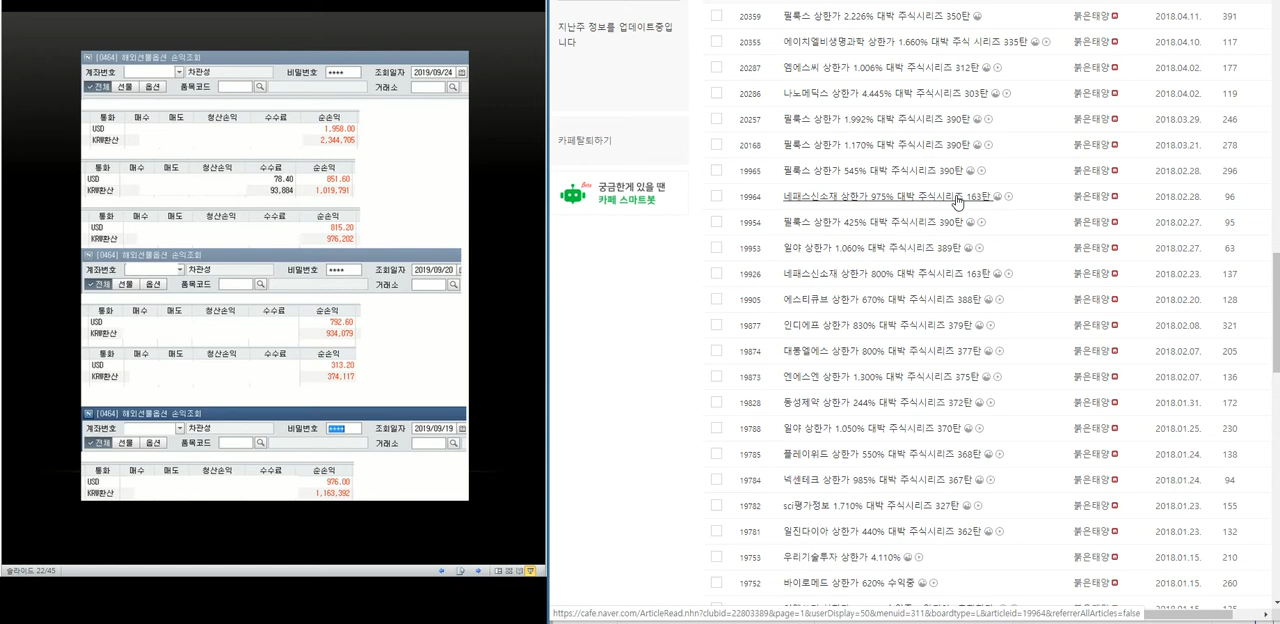 [0464] 해외선물옵션 손익조회
계좌번호 차관성 비밀번호 **** 조회일자 2019/09/24
✓전체 선물 옵션 품목코드 거래소
통화 매수 매도 청산손익 수수료 순손익
USD 1,958.00
KRW환산 2,344,705
통화 매수 매도 청산손익 수수료 순손익
USD 78.40 851.60
KRW환산 93,884 1,019,791
통화 매수 매도 청산손익 수수료 순손익
USD 815.20
KRW환산 976,202
[0464] 해외선물옵션 손익조회
계좌번호 차관성 비밀번호 **** 조회일자 2019/09/20
✓전체 선물 옵션 품목코드 거래소
통화 매수 매도 청산손익 수수료 순손익
USD 792.60
KRW환산 934,079
통화 매수 매도 청산손익 수수료 순손익
USD 313.20
KRW환산 374,117
[0464] 해외선물옵션 손익조회
계좌번호 차관성 비밀번호 **** 조회일자 2019/09/19
✓전체 선물 옵션 품목코드 거래소
통화 매수 매도 청산손익 수수료 순손익
USD 976.00
KRW환산 1,163,392
슬라이드 22/45
지난주 정보를 업데이트중입
니다
카페탈퇴하기
궁금한게 있을 땐
카페 스마트봇
20359 필룩스 상한가 2.226% 대박 주식시리즈 350탄 붉은태양 2018.04.11. 391
20355 에이치엘비생명과학 상한가 1.660% 대박 주식 시리즈 335탄 붉은태양 2018.04.10. 117
20287 엠에스씨 상한가 1.006% 대박 주식시리즈 312탄 붉은태양 2018.04.02. 177
20286 나노메딕스 상한가 4.445% 대박 주식시리즈 303탄 붉은태양 2018.04.02. 119
20257 필룩스 상한가 1.992% 대박 주식시리즈 390탄 붉은태양 2018.03.29. 246
20168 필룩스 상한가 1.170% 대박 주식시리즈 390탄 붉은태양 2018.03.21. 278
19965 필룩스 상한가 545% 대박 주식시리즈 390탄 붉은태양 2018.02.28. 296
19964 네패스신소재 상한가 975% 대박 주식시리즈 163탄 붉은태양 2018.02.28. 96
19954 필룩스 상한가 425% 대박 주식시리즈 390탄 붉은태양 2018.02.27. 95
19953 일야 상한가 1.060% 대박 주식시리즈 389탄 붉은태양 2018.02.27. 63
19926 네패스신소재 상한가 800% 대박 주식시리즈 163탄 붉은태양 2018.02.23. 137
19905 에스티큐브 상한가 670% 대박 주식시리즈 388탄 붉은태양 2018.02.20. 128
19877 인디에프 상한가 830% 대박 주식시리즈 379탄 붉은태양 2018.02.08. 321
19874 대동엘에스 상한가 800% 대박 주식시리즈 377탄 붉은태양 2018.02.07. 205
19873 엔에스엔 상한가 1.300% 대박 주식시리즈 375탄 붉은태양 2018.02.07. 136
19828 동성제약 상한가 244% 대박 주식시리즈 372탄 붉은태양 2018.01.31. 172
19788 일야 상한가 1.050% 대박 주식시리즈 370탄 붉은태양 2018.01.25. 230
19785 플레이위드 상한가 550% 대박 주식시리즈 368탄 붉은태양 2018.01.24. 138
19784 넥센테크 상한가 985% 대박 주식시리즈 367탄 붉은태양 2018.01.24. 94
19782 sci평가정보 1.710% 대박 주식시리즈 327탄 붉은태양 2018.01.23. 155
19781 일진다이아 상한가 440% 대박 주식시리즈 362탄 붉은태양 2018.01.23. 132
19753 우리기술투자 상한가 4.110% 붉은태양 2018.01.15. 210
19752 바이로메드 상한가 620% 수익중 붉은태양 2018.01.15. 260
https://cafe.naver.com/ArticleRead.nhn?clubid=22803389&page=1&userDisplay=50&menuid=311&boardtype=L&articleid=19964&referrerAllArticles=false